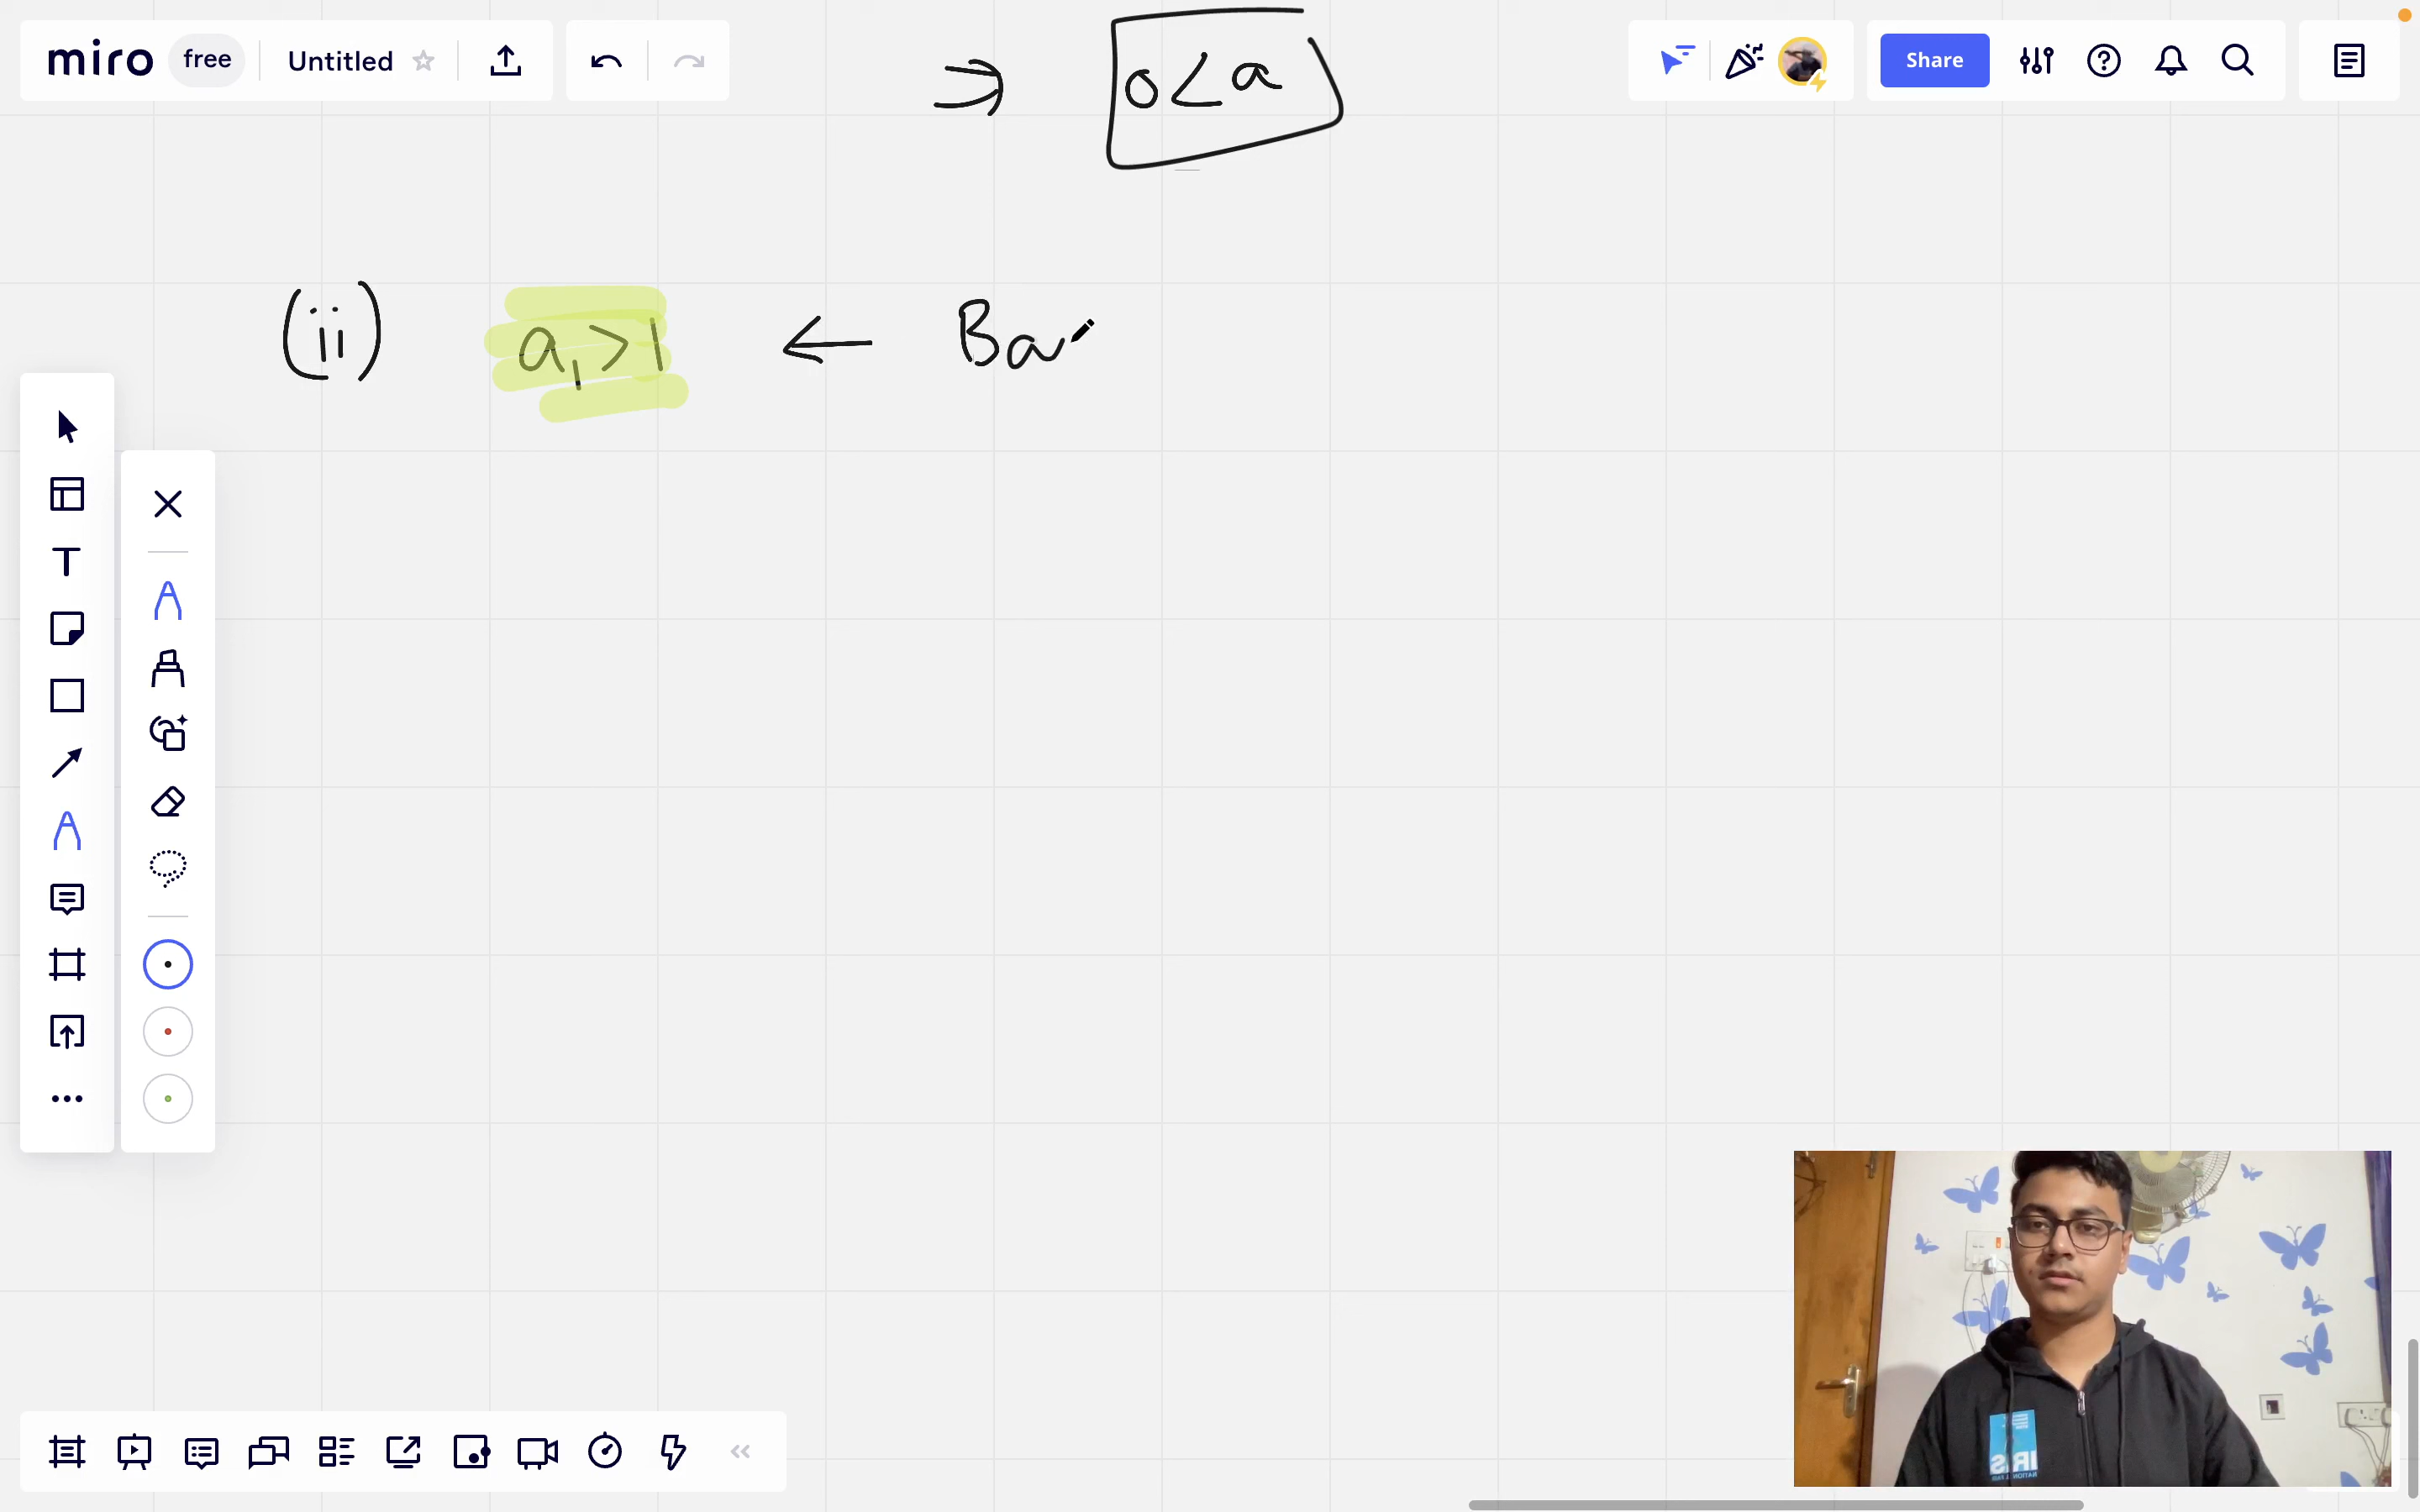 miro free Untitled Share
⇒ 0<a
(ii) a₁>1 ← Ba
T